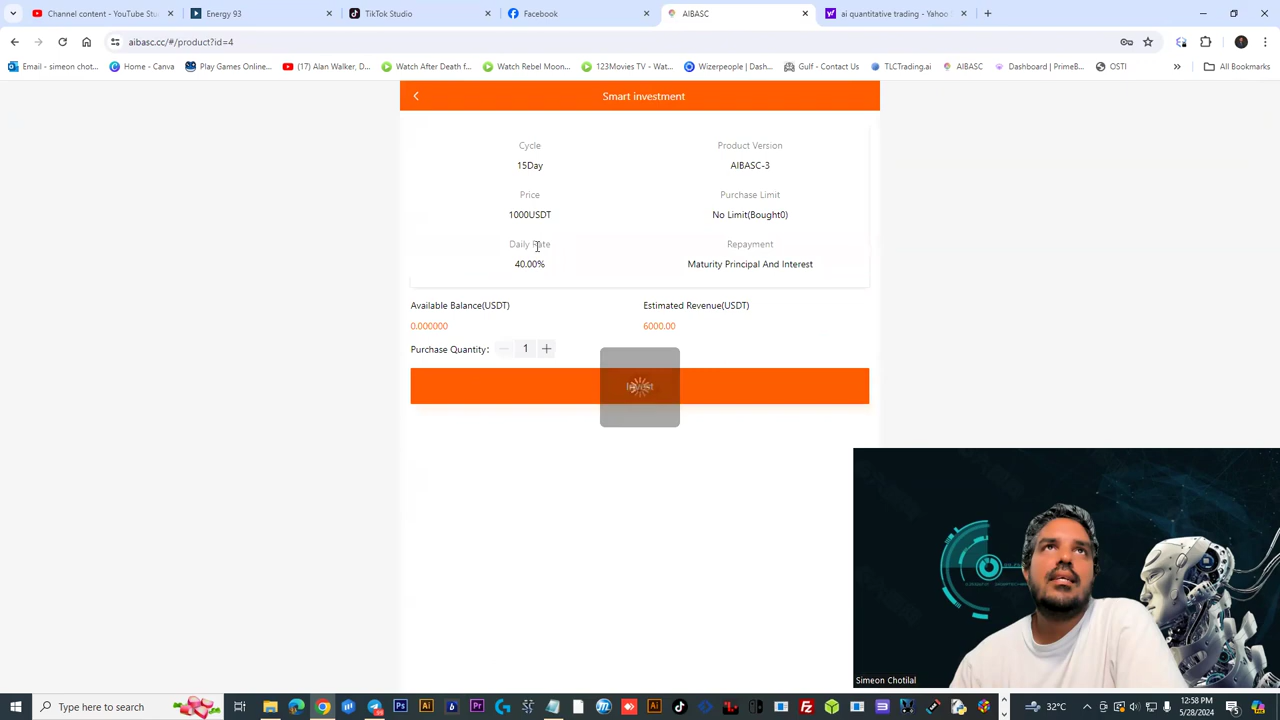 Channel content - YouTube Stu
Energy 93
TikTok Studio
Facebook
AIBASC
ai quantitative trading - Yahoo
aibasc.cc/#/product?id=4
Email - simeon chot...
Home - Canva
Play Games Online...
(17) Alan Walker, D...
Watch After Death f...
Watch Rebel Moon...
123Movies TV - Wat...
Wizerpeople | Dash...
Gulf - Contact Us
TLCTrading.ai
AIBASC
Dashboard | PrimeB...
OSTI
All Bookmarks
Smart investment
Cycle
15Day
Product Version
AIBASC-3
Price
1000USDT
Purchase Limit
No Limit(Bought0)
Daily Rate
40.00%
Repayment
Maturity Principal And Interest
Available Balance(USDT)
0.000000
Estimated Revenue(USDT)
6000.00
Purchase Quantity: 1
Invest
Simeon Chotilal
Type here to search
32°C
12:58 PM
5/28/2024